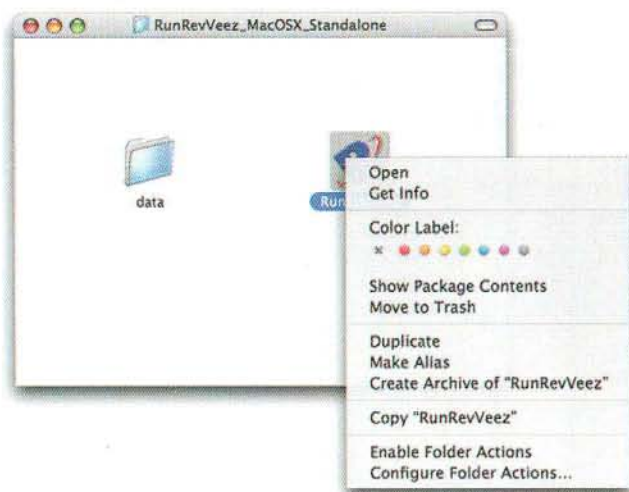 RunRevVeez_MacOSX_Standalone
data
Run
Open
Get Info
Color Label:
Show Package Contents
Move to Trash
Duplicate
Make Alias
Create Archive of "RunRevVeez"
Copy "RunRevVeez"
Enable Folder Actions
Configure Folder Actions...